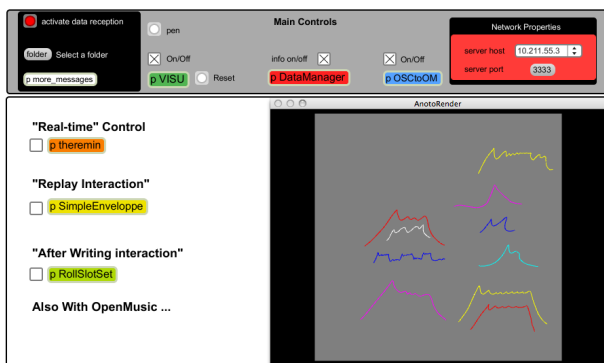 activate data reception
folder Select a folder
p more_messages
pen
On/Off
p VISU Reset
Main Controls
info on/off
p DataManager
On/Off
p OSCtoOM
Network Properties
server host 10.211.55.3
server port 3333
"Real-time" Control
p theremin
"Replay Interaction"
p SimpleEnveloppe
"After Writing interaction"
p RollSlotSet
Also With OpenMusic ...
AnotoRender